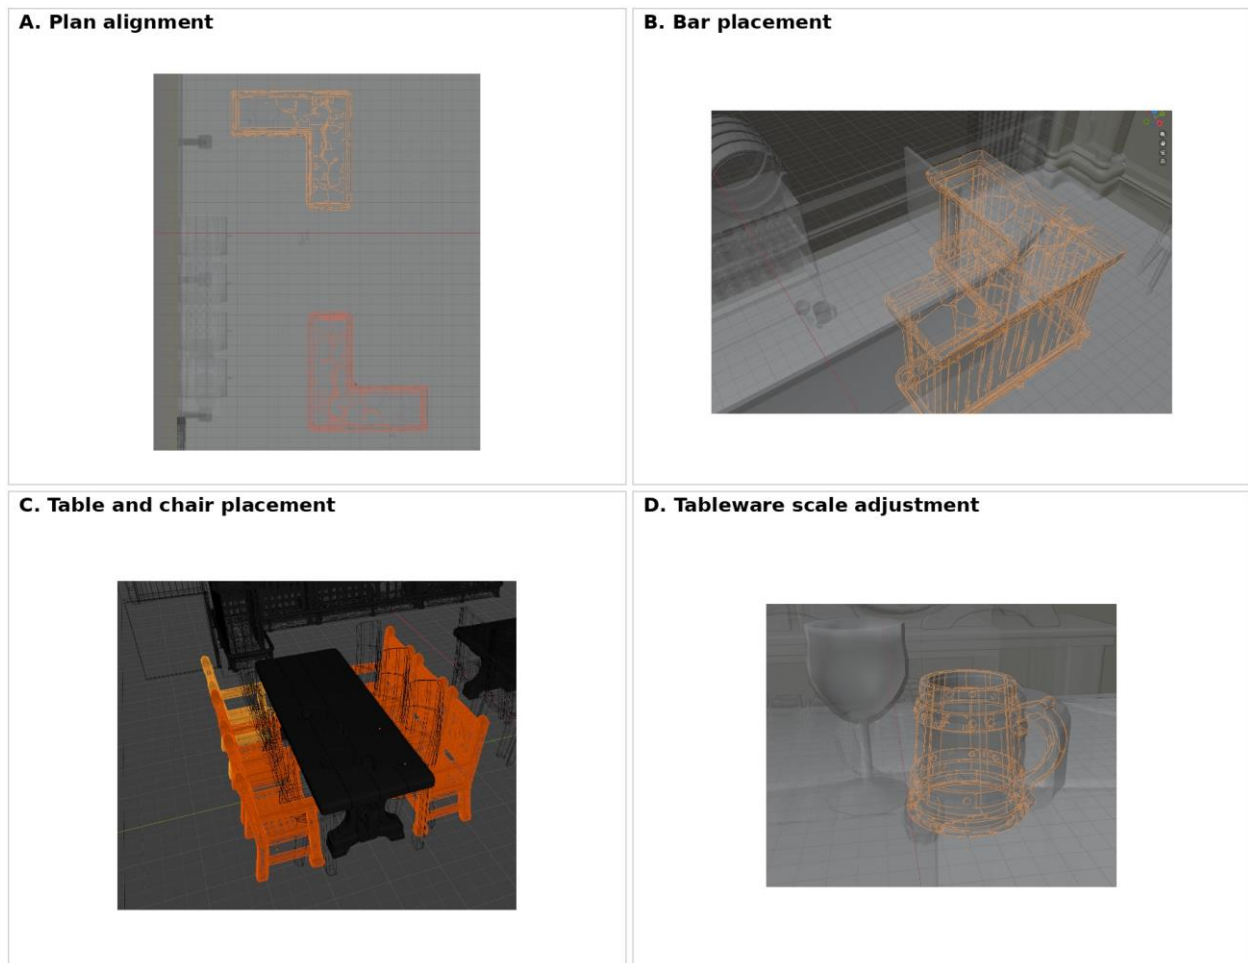 A. Plan alignment
B. Bar placement
C. Table and chair placement
D. Tableware scale adjustment